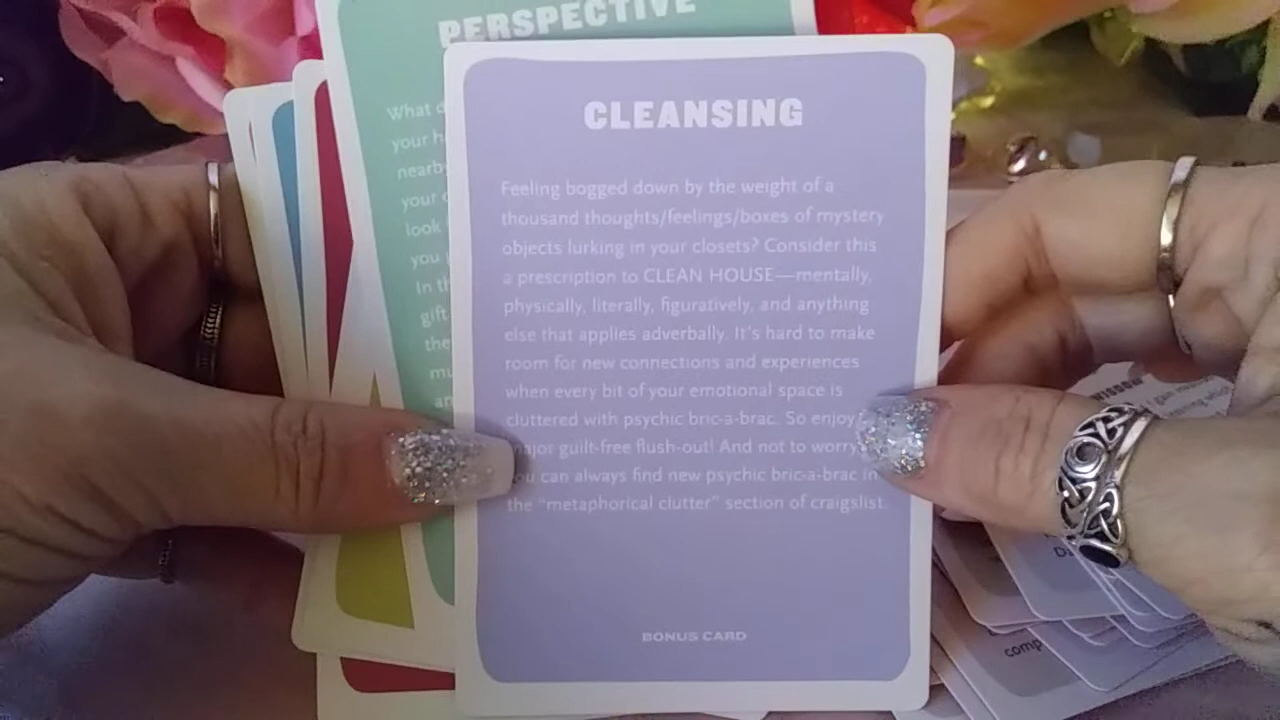 PERSPECTIVE
What d
your h
nearby
your c
look
you
In th
gift
the
mu
an
CLEANSING
Feeling bogged down by the weight of a
thousand thoughts/feelings/boxes of mystery
objects lurking in your closets? Consider this
a prescription to CLEAN HOUSE—mentally,
physically, literally, figuratively, and anything
else that applies adverbally. It's hard to make
room for new connections and experiences
when every bit of your emotional space is
cluttered with psychic bric-a-brac. So enjoy
major guilt-free flush-out! And not to worry
you can always find new psychic bric-a-brac in
the "metaphorical clutter" section of craigslist.
BONUS CARD
WISDOM
I gain
comp